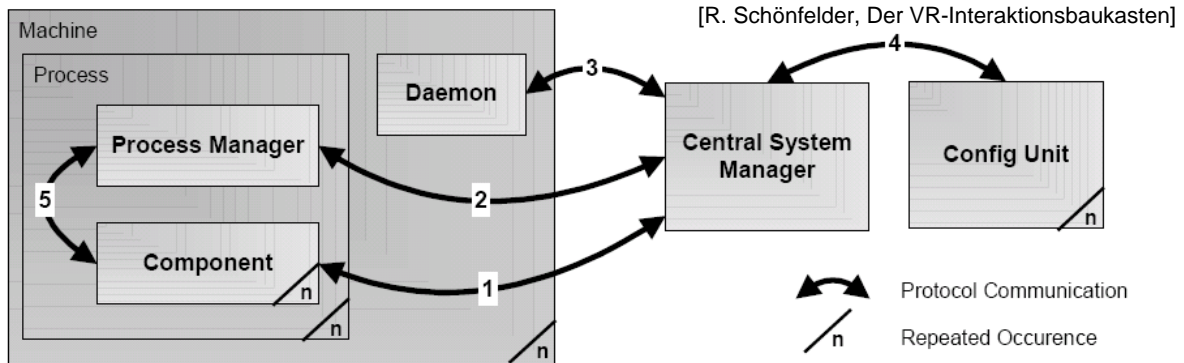 [R. Schönfelder, Der VR-Interaktionsbaukasten]
Machine
Process
Process Manager
Component
n
n
n
Daemon
Central System
Manager
Config Unit
n
1
2
3
4
5
Protocol Communication
n
Repeated Occurence